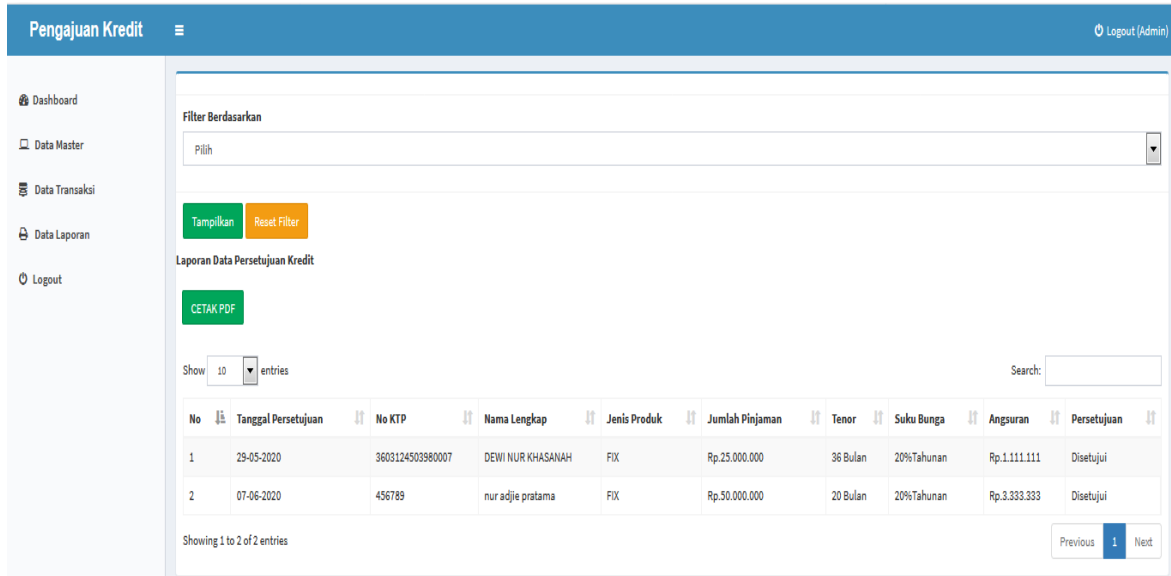 Pengajuan Kredit
Logout (Admin)
Dashboard
Data Master
Data Transaksi
Data Laporan
Logout
Filter Berdasarkan
Pilih
Tampilkan Reset Filter
Laporan Data Persetujuan Kredit
CETAK PDF
Show 10 entries Search:
No Tanggal Persetujuan No KTP Nama Lengkap Jenis Produk Jumlah Pinjaman Tenor Suku Bunga Angsuran Persetujuan
1 29-05-2020 3603124503980007 DEWI NUR KHASANAH FIX Rp.25.000.000 36 Bulan 20%Tahunan Rp.1.111.111 Disetujui
2 07-06-2020 456789 nur adjie pratama FIX Rp.50.000.000 20 Bulan 20%Tahunan Rp.3.333.333 Disetujui
Showing 1 to 2 of 2 entries
Previous 1 Next